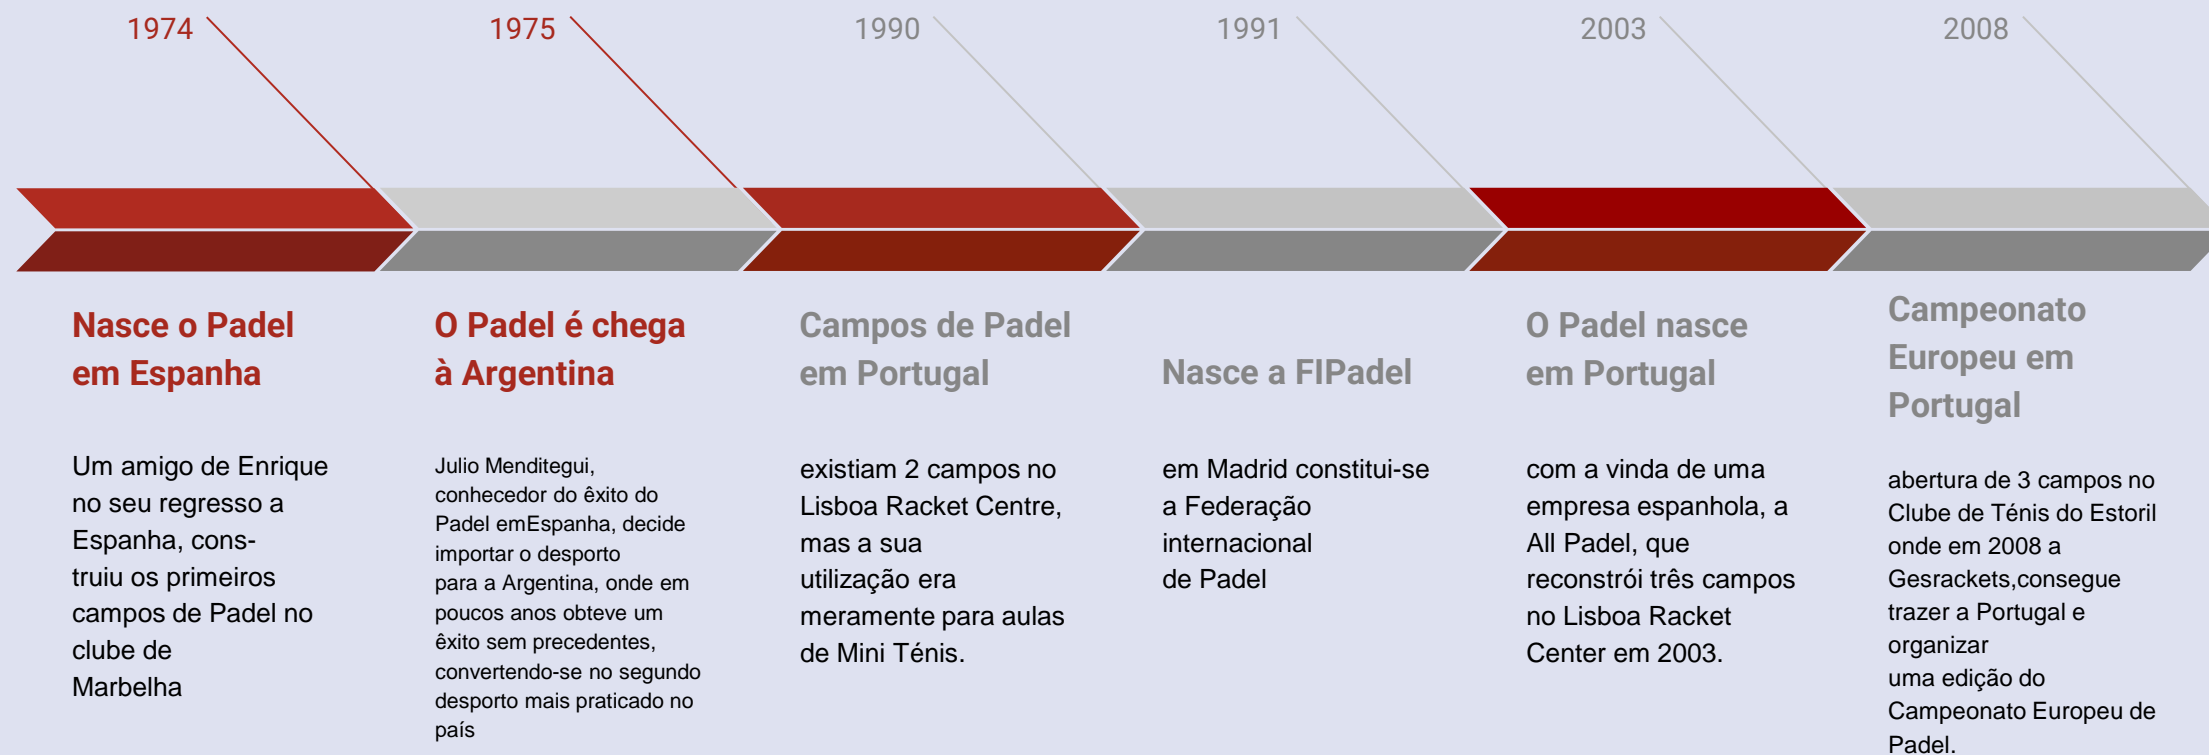 1974
Nasce o Padel
em Espanha
Um amigo de Enrique
no seu regresso a
Espanha, cons-
truiu os primeiros
campos de Padel no
clube de
Marbelha
1975
O Padel é chega
à Argentina
Julio Menditegui,
conhecedor do êxito do
Padel emEspanha, decide
importar o desporto
para a Argentina, onde em
poucos anos obteve um
êxito sem precedentes,
convertendo-se no segundo
desporto mais praticado no
país
1990
Campos de Padel
em Portugal
existiam 2 campos no
Lisboa Racket Centre,
mas a sua
utilização era
meramente para aulas
de Mini Ténis.
1991
Nasce a FIPadel
em Madrid constitui-se
a Federação
internacional
de Padel
2003
O Padel nasce
em Portugal
com a vinda de uma
empresa espanhola, a
All Padel, que
reconstrói três campos
no Lisboa Racket
Center em 2003.
2008
Campeonato
Europeu em
Portugal
abertura de 3 campos no
Clube de Ténis do Estoril
onde em 2008 a
Gesrackets,consegue
trazer a Portugal e
organizar
uma edição do
Campeonato Europeu de
Padel.